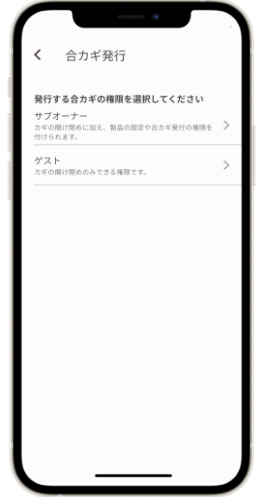 合カギ発行
発行する合カギの権限を選択してください
サブオーナー
カギの開け閉めに加え、製品の設定や合カギ発行の権限を
付けられます。
ゲスト
カギの開け閉めのみできる権限です。